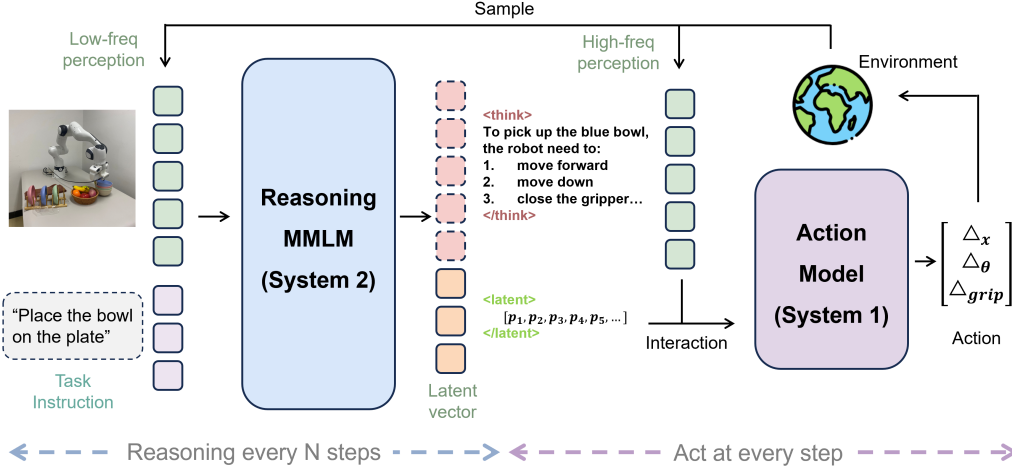 Sample
Low-freq
perception
High-freq
perception
Environment
<think>
To pick up the blue bowl,
the robot need to:
1. move forward
2. move down
3. close the gripper…
</think>
Reasoning
MMLM
(System 2)
Action
Model
(System 1)
△x
△θ
△grip
“Place the bowl
on the plate”
<latent>
[p1, p2, p3, p4, p5, …]
</latent>
Interaction
Action
Task
Instruction
Latent
vector
Reasoning every N steps
Act at every step